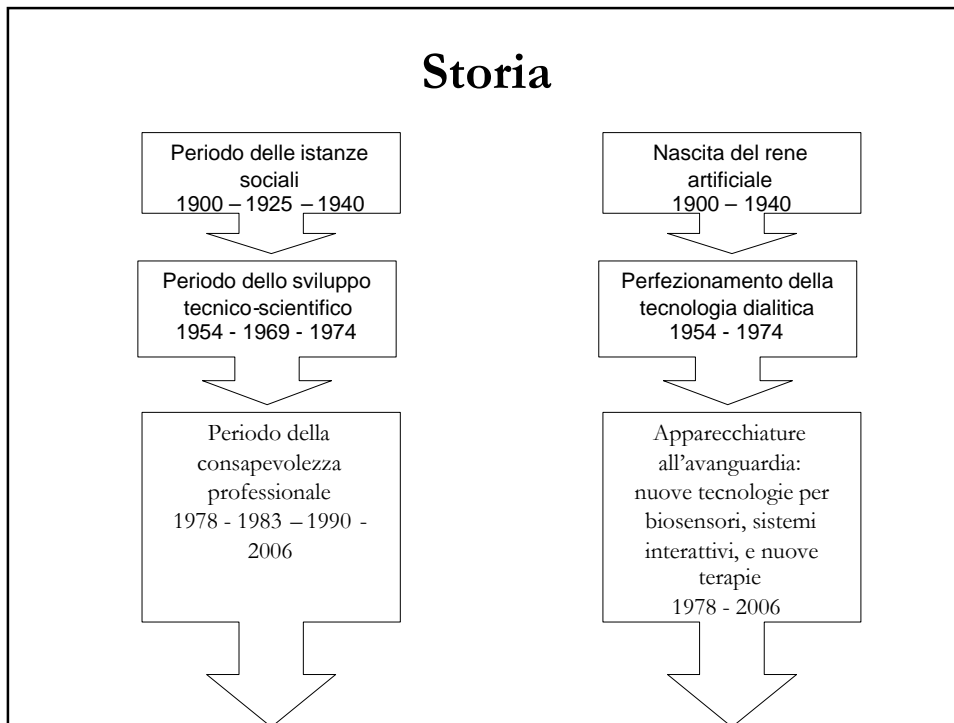 Storia
Periodo delle istanze
sociali
1900 – 1925 – 1940
Periodo dello sviluppo
tecnico-scientifico
1954 - 1969 - 1974
Periodo della
consapevolezza
professionale
1978 - 1983 – 1990 -
2006
Nascita del rene
artificiale
1900 – 1940
Perfezionamento della
tecnologia dialitica
1954 - 1974
Apparecchiature
all’avanguardia:
nuove tecnologie per
biosensori, sistemi
interattivi, e nuove
terapie
1978 - 2006